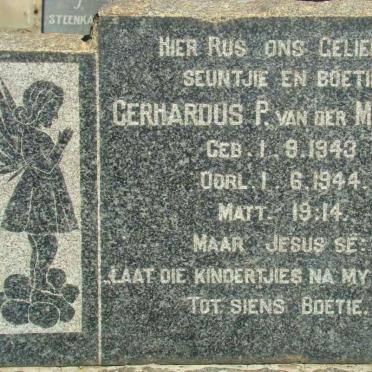 J.
STEENKA
HIER RUS ONS GELIE
SEUNTJIE EN BOETIE
GERHARDUS P. VAN DER M
GEB. 1. 9. 1943
OORL. 1. 6. 1944.
MATT. 19:14.
MAAR JESUS SÊ:
LAAT DIE KINDERTJIES NA MY
TOT SIENS BOETIE.